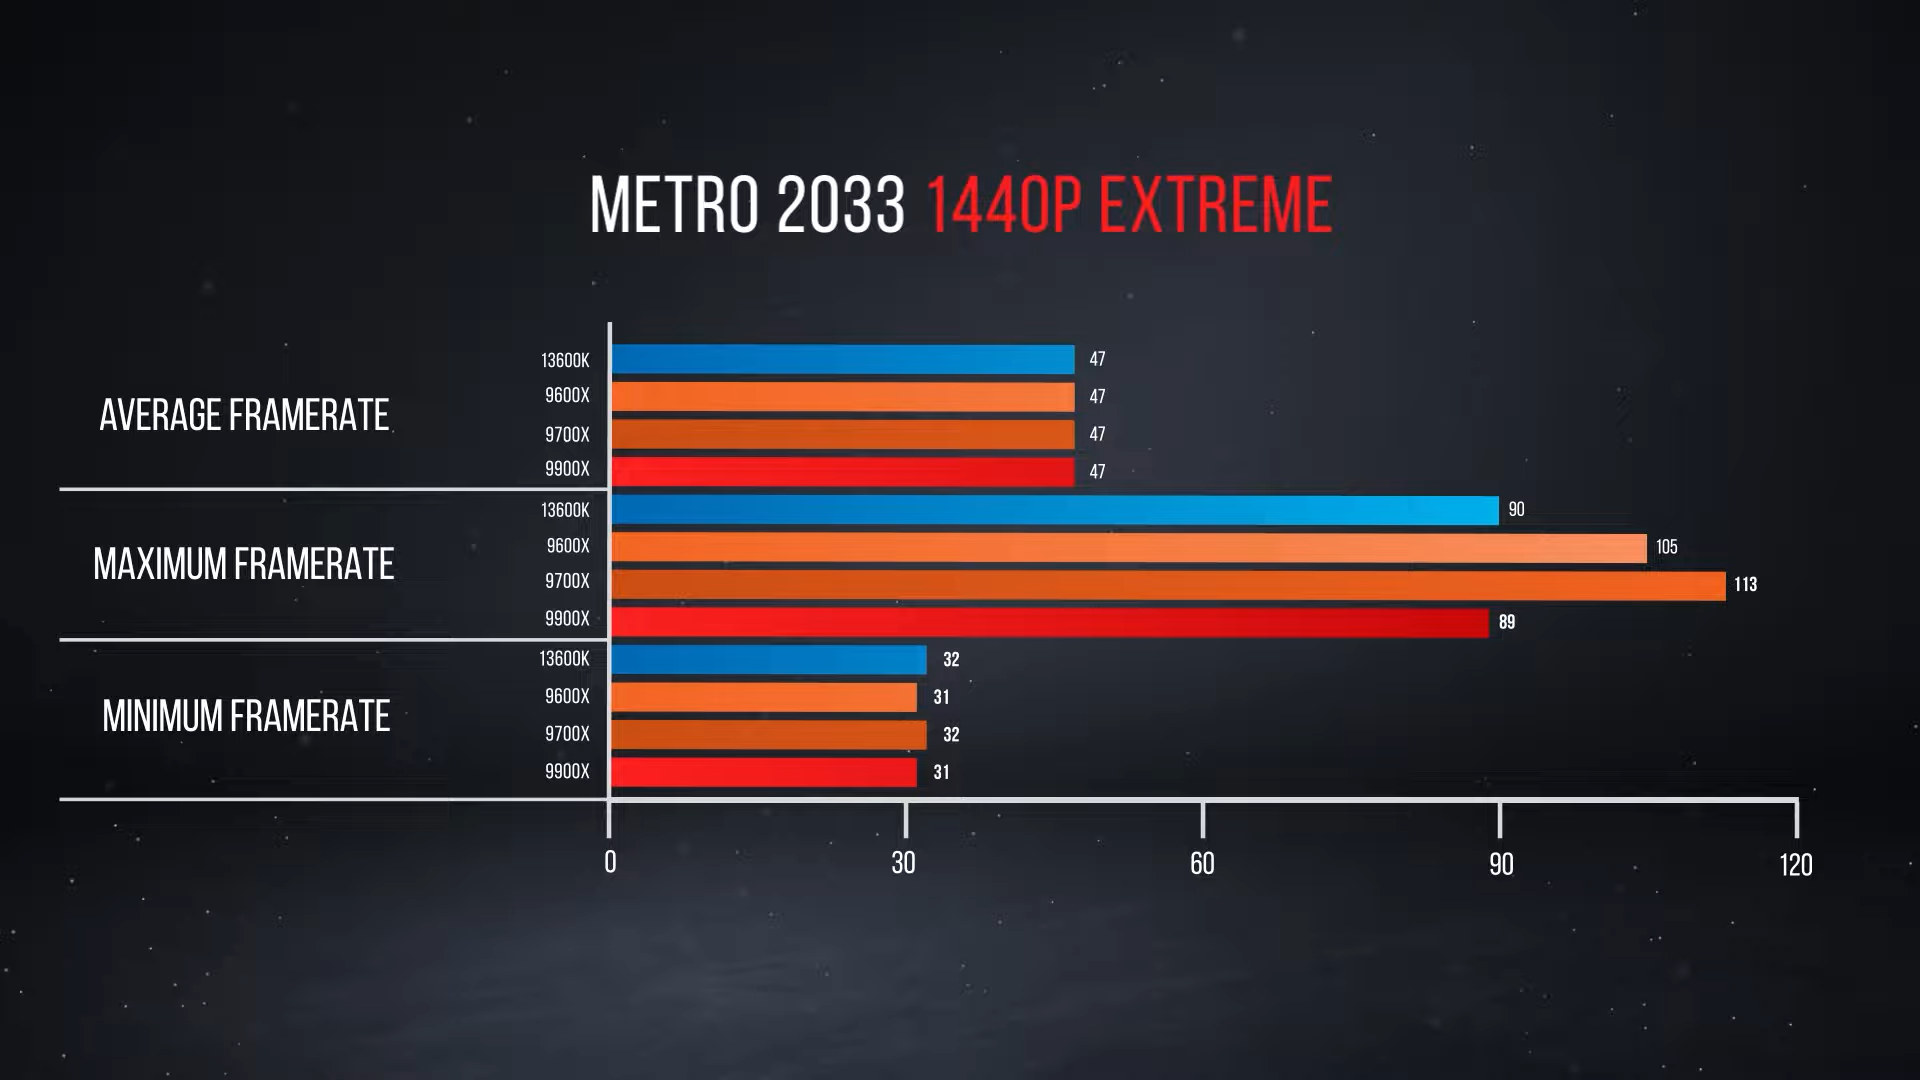 METRO 2033 1440P EXTREME
AVERAGE FRAMERATE
13600K 47
9600X 47
9700X 47
9900X 47
MAXIMUM FRAMERATE
13600K 90
9600X 105
9700X 113
9900X 89
MINIMUM FRAMERATE
13600K 32
9600X 31
9700X 32
9900X 31
0 30 60 90 120